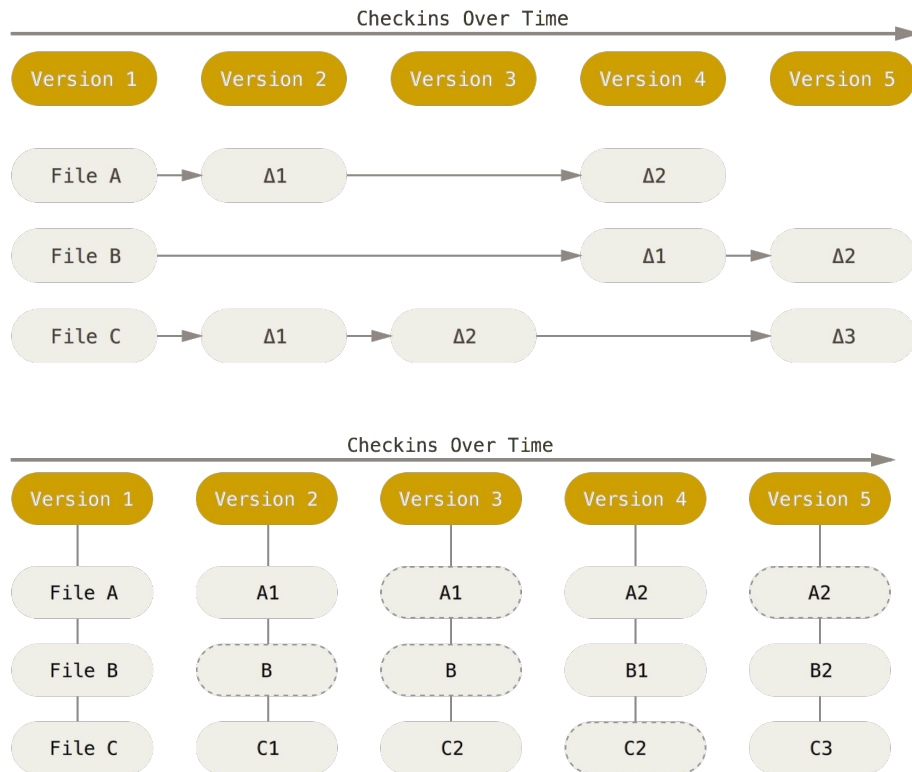 Checkins Over Time
Version 1 Version 2 Version 3 Version 4 Version 5
File A Δ1 Δ2
File B Δ1 Δ2
File C Δ1 Δ2 Δ3
Checkins Over Time
Version 1 Version 2 Version 3 Version 4 Version 5
File A A1 A1 A2 A2
File B B B B1 B2
File C C1 C2 C2 C3